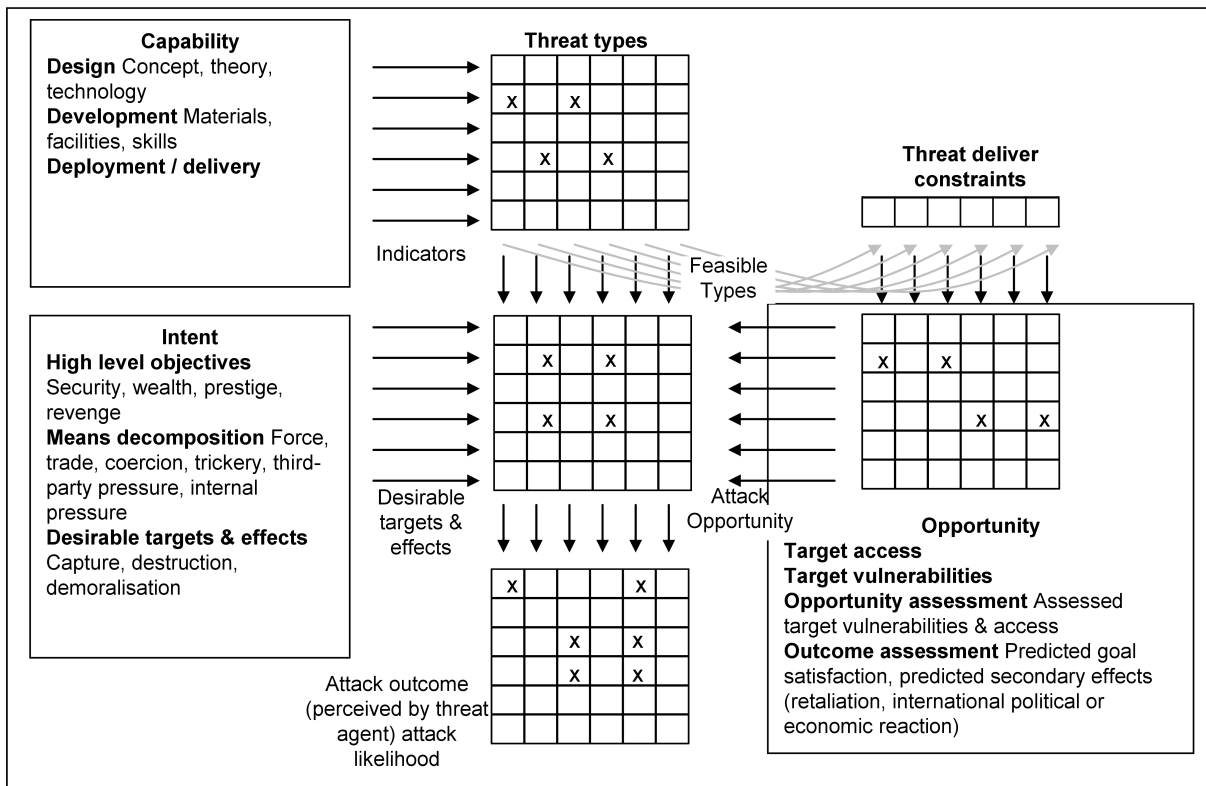 Capability
Design Concept, theory,
technology
Development Materials,
facilities, skills
Deployment / delivery
Threat types
X X
X X
Indicators
Feasible
Types
Threat deliver
constraints
Intent
High level objectives
Security, wealth, prestige,
revenge
Means decomposition Force,
trade, coercion, trickery, third-
party pressure, internal
pressure
Desirable targets & effects
Capture, destruction,
demoralisation
X X
X X
Desirable
targets &
effects
Attack
Opportunity
X X
X X
Opportunity
Target access
Target vulnerabilities
Opportunity assessment Assessed
target vulnerabilities & access
Outcome assessment Predicted goal
satisfaction, predicted secondary effects
(retaliation, international political or
economic reaction)
X X
X X
X X
Attack outcome
(perceived by threat
agent) attack
likelihood